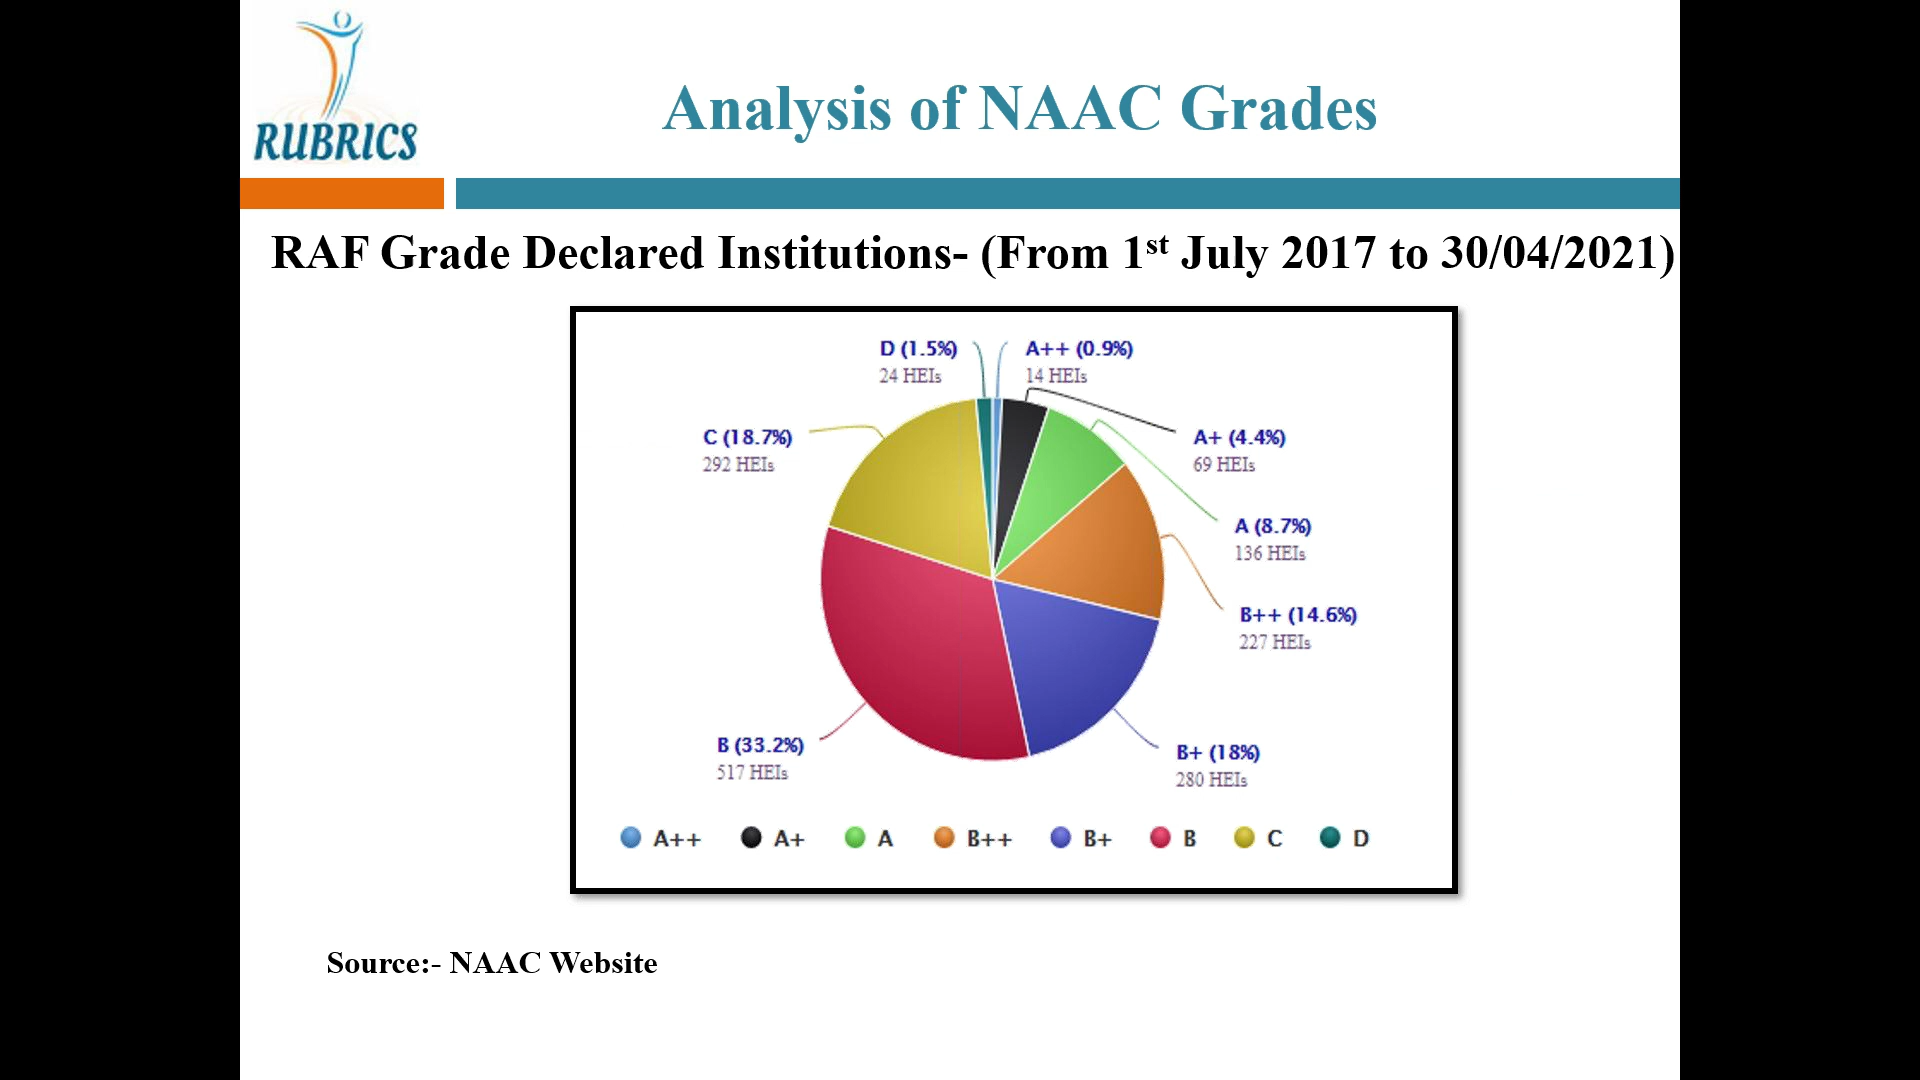 RUBRICS
Analysis of NAAC Grades
RAF Grade Declared Institutions- (From 1st July 2017 to 30/04/2021)
D (1.5%)
24 HEIs
A++ (0.9%)
14 HEIs
C (18.7%)
292 HEIs
A+ (4.4%)
69 HEIs
A (8.7%)
136 HEIs
B++ (14.6%)
227 HEIs
B (33.2%)
517 HEIs
B+ (18%)
280 HEIs
A++ A+ A B++ B+ B C D
Source:- NAAC Website